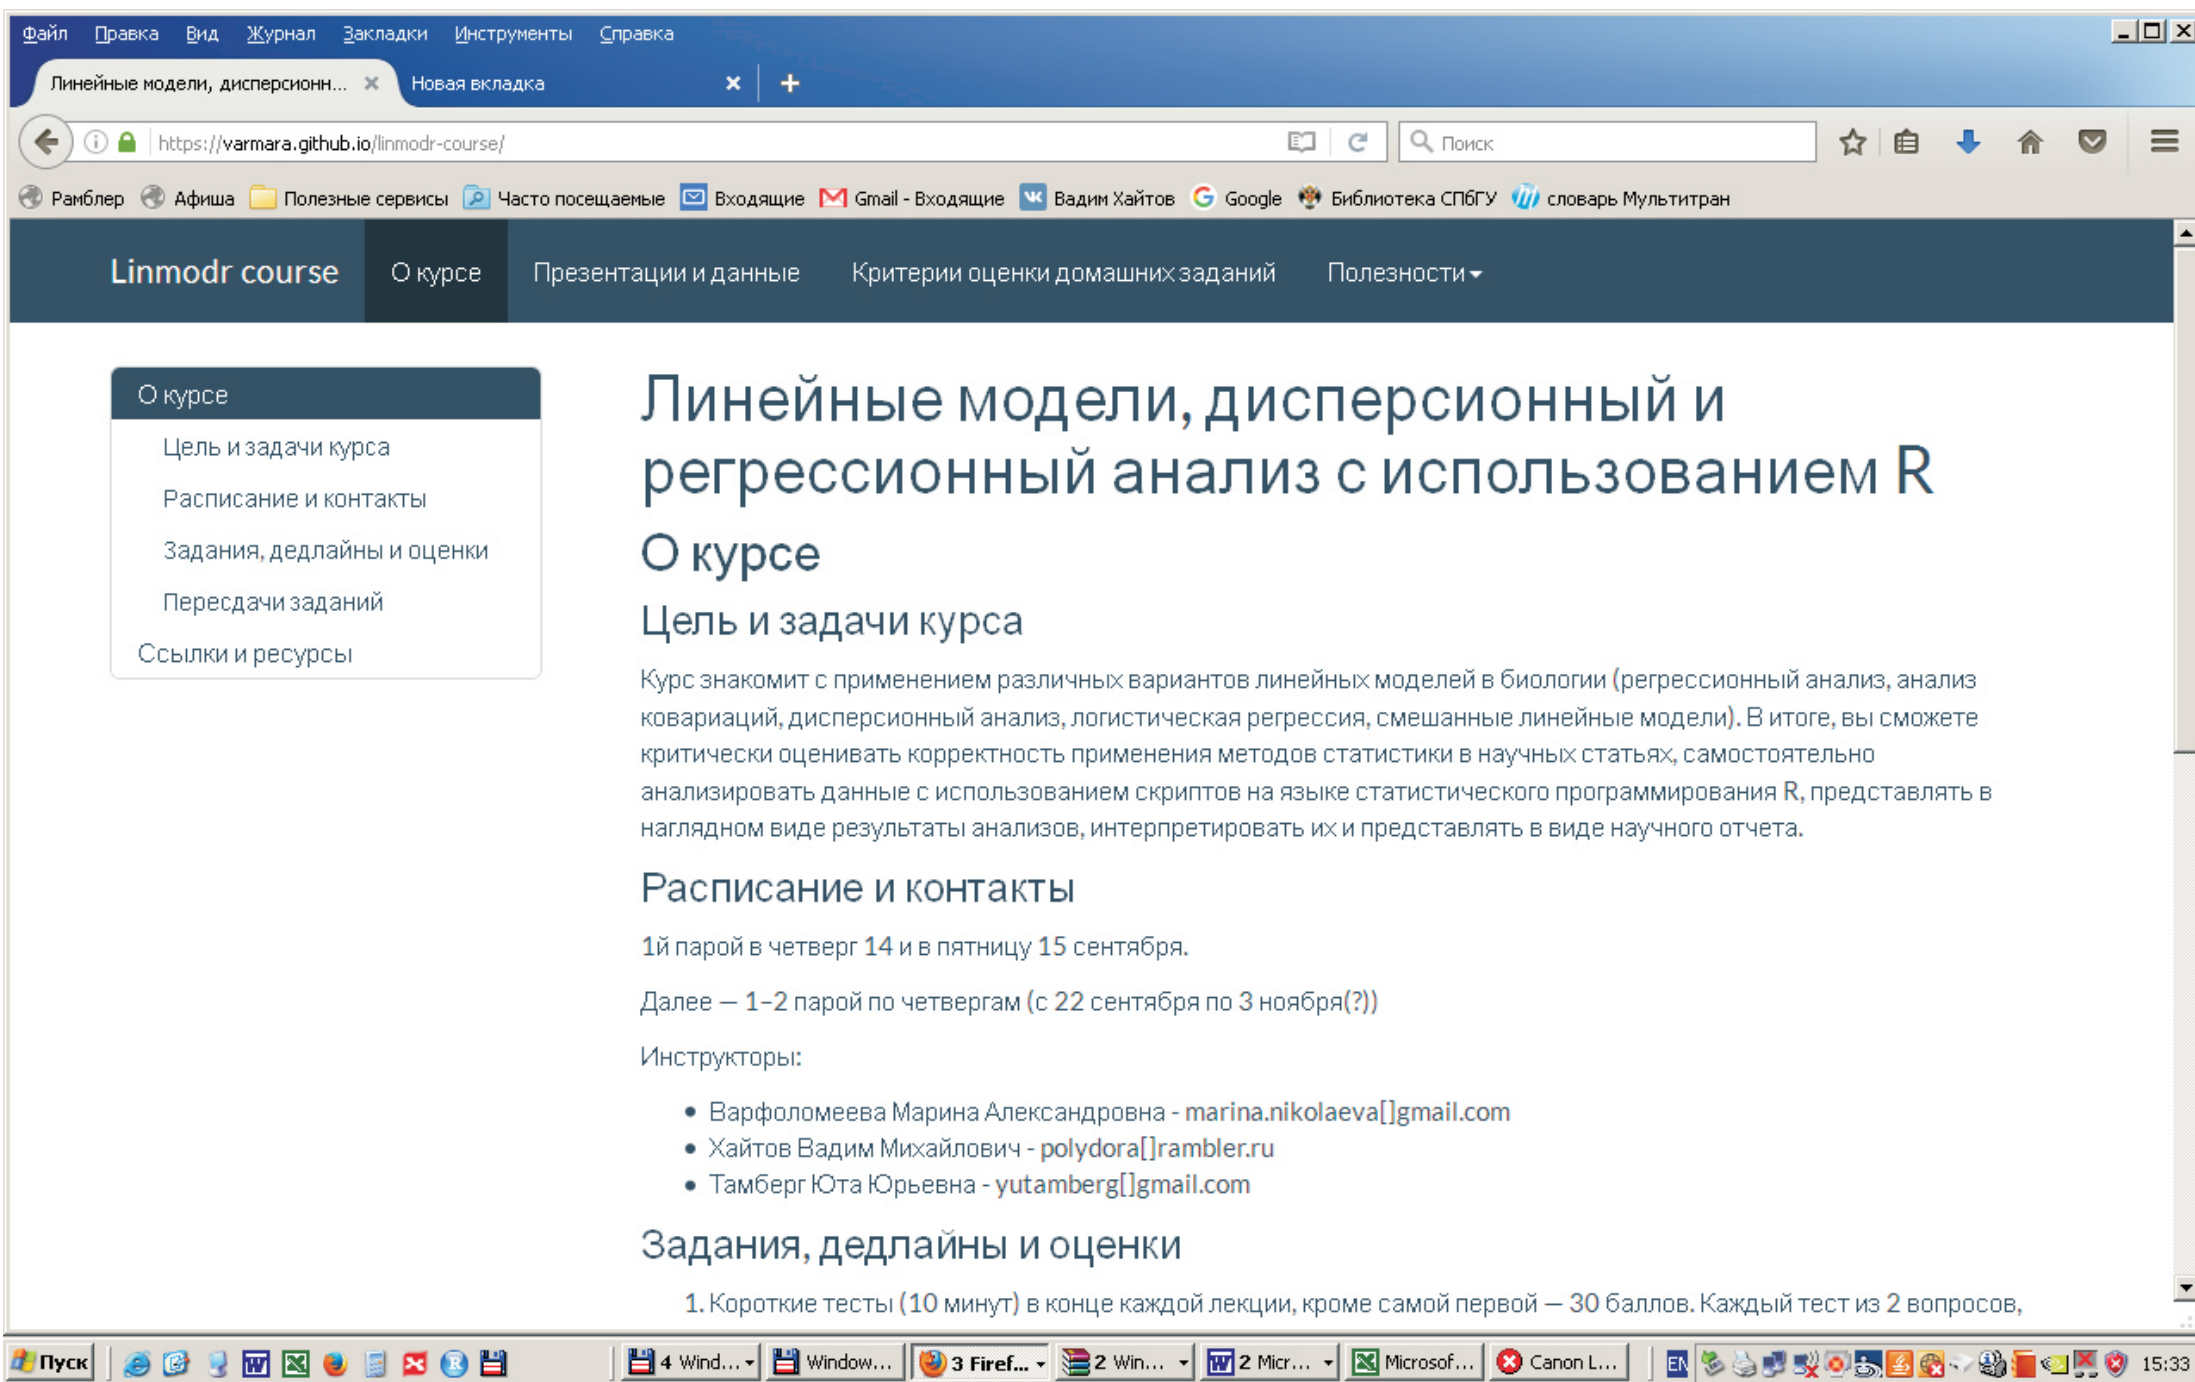 Файл Правка Вид Журнал Закладки Инструменты Справка
Линейные модели, дисперсионн... Новая вкладка
https://varmara.github.io/linmodr-course/ Поиск
Рамблер Афиша Полезные сервисы Часто посещаемые Входящие Gmail - Входящие Вадим Хайтов Google Библиотека СПбГУ словарь Мультитран
Linmodr course О курсе Презентации и данные Критерии оценки домашних заданий Полезности
О курсе
Цель и задачи курса
Расписание и контакты
Задания, дедлайны и оценки
Пересдачи заданий
Ссылки и ресурсы
Линейные модели, дисперсионный и
регрессионный анализ с использованием R
О курсе
Цель и задачи курса
Курс знакомит с применением различных вариантов линейных моделей в биологии (регрессионный анализ, анализ
ковариаций, дисперсионный анализ, логистическая регрессия, смешанные линейные модели). В итоге, вы сможете
критически оценивать корректность применения методов статистики в научных статьях, самостоятельно
анализировать данные с использованием скриптов на языке статистического программирования R, представлять в
наглядном виде результаты анализов, интерпретировать их и представлять в виде научного отчета.
Расписание и контакты
1й парой в четверг 14 и в пятницу 15 сентября.
Далее — 1–2 парой по четвергам (с 22 сентября по 3 ноября(?))
Инструкторы:
Варфоломеева Марина Александровна - marina.nikolaeva[]gmail.com
Хайтов Вадим Михайлович - polydora[]rambler.ru
Тамберг Юта Юрьевна - yutamberg[]gmail.com
Задания, дедлайны и оценки
1. Короткие тесты (10 минут) в конце каждой лекции, кроме самой первой — 30 баллов. Каждый тест из 2 вопросов,
Пуск 4 Wind... Window... 3 Firef... 2 Win... 2 Micr... Microsof... Canon L... EN 15:33